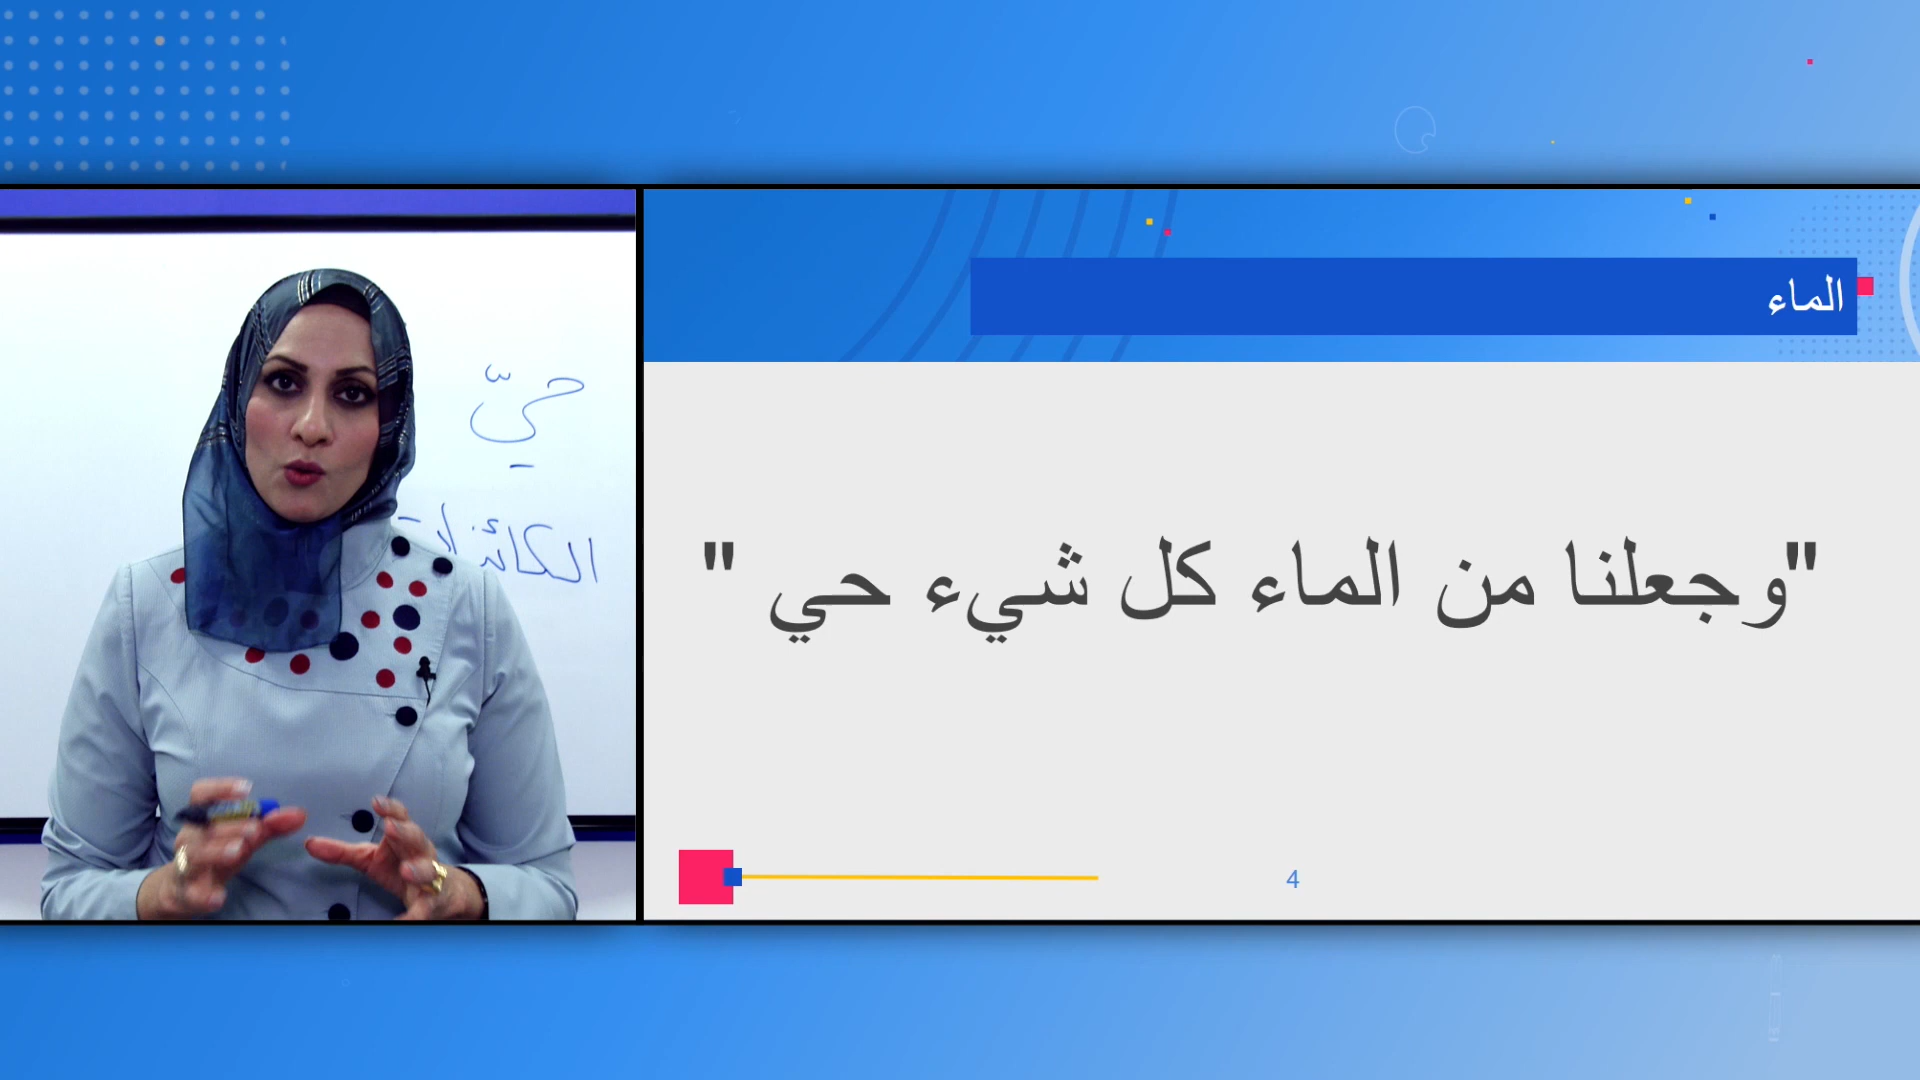 الماء
"وجعلنا من الماء كل شيء حي "
4
حيّ